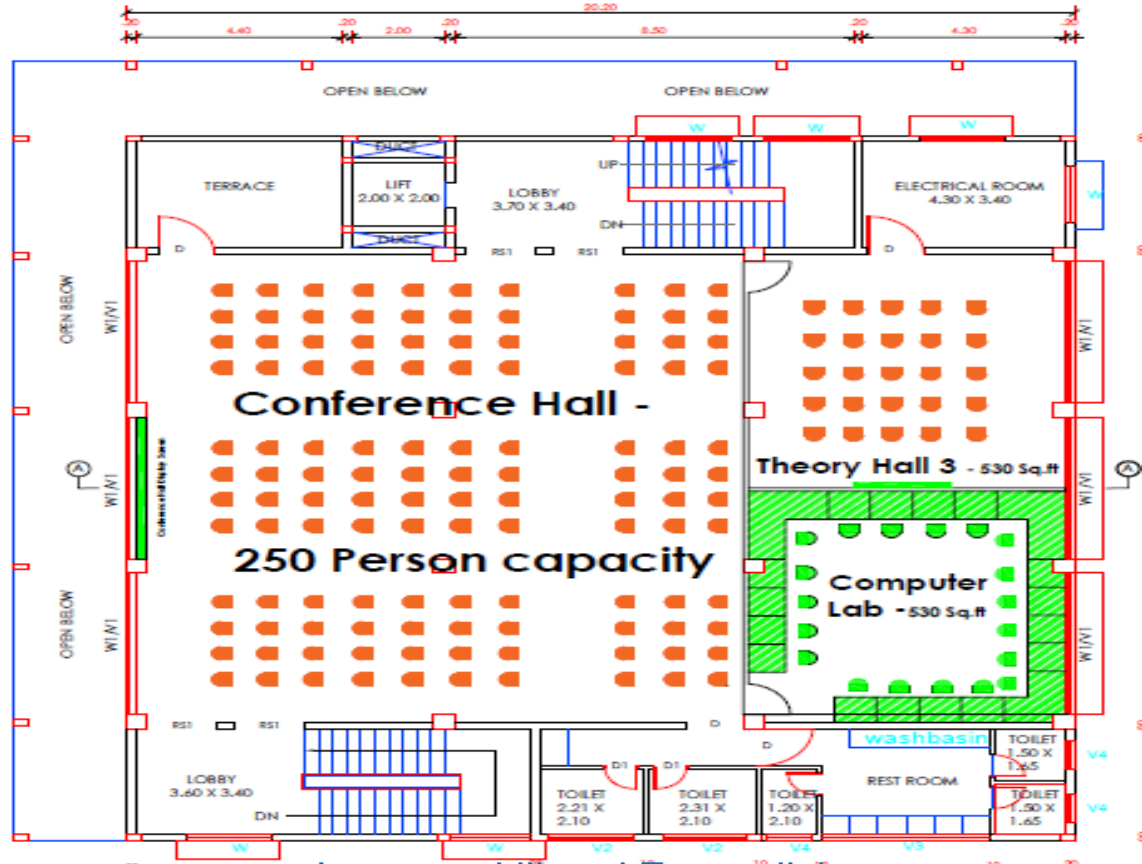 20.20
.20
4.40
.20
2.00
.20
8.50
.20
4.30
.20
OPEN BELOW
OPEN BELOW
W
W
W
DUCT
UP
TERRACE
LIFT
2.00 X 2.00
LOBBY
3.70 X 3.40
ELECTRICAL ROOM
4.30 X 3.40
W
DN
DUCT
D
RS1
RS1
D
OPEN BELOW
W1/V1
W1/V1
Conference Hall -
Theory Hall 3 - 530 Sq.ft
A
A
W1/V1
Conference Hall Display Screen
W1/V1
250 Person capacity
Computer
Lab - 530 Sq.ft
OPEN BELOW
W1/V1
W1/V1
RS1
RS1
D
D
washbasin
TOILET
1.50 X
1.65
V4
LOBBY
3.60 X 3.40
D1
D1
REST ROOM
TOILET
2.21 X
2.10
TOILET
2.31 X
2.10
TOILET
1.20 X
2.10
TOILET
1.50 X
1.65
V4
DN
W
W
V2
V2
V4
V3